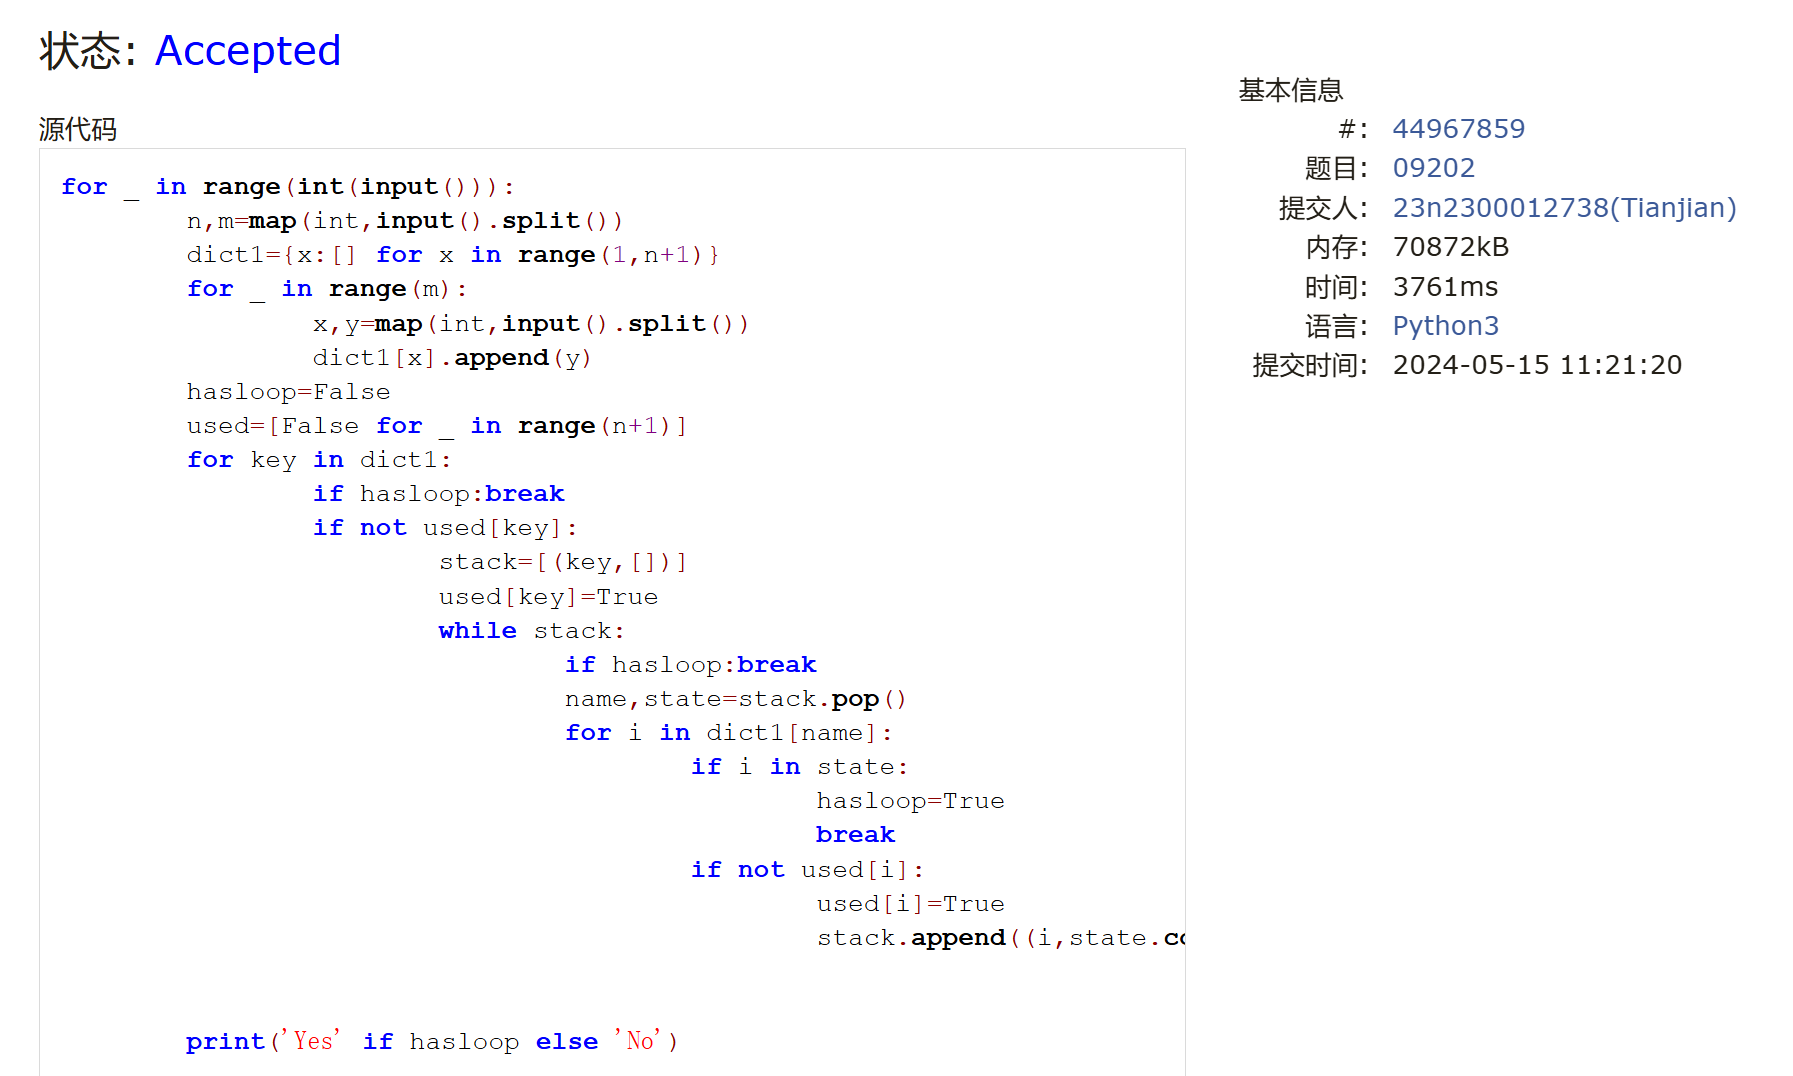 状态: Accepted
源代码
for _ in range(int(input())):
        n,m=map(int,input().split())
        dict1={x:[] for x in range(1,n+1)}
        for _ in range(m):
                x,y=map(int,input().split())
                dict1[x].append(y)
        hasloop=False
        used=[False for _ in range(n+1)]
        for key in dict1:
                if hasloop:break
                if not used[key]:
                        stack=[(key,[])]
                        used[key]=True
                        while stack:
                                if hasloop:break
                                name,state=stack.pop()
                                for i in dict1[name]:
                                        if i in state:
                                                hasloop=True
                                                break
                                        if not used[i]:
                                                used[i]=True
                                                stack.append((i,state.
        print('Yes' if hasloop else 'No')
基本信息
#: 44967859
题目: 09202
提交人: 23n2300012738(Tianjian)
内存: 70872kB
时间: 3761ms
语言: Python3
提交时间: 2024-05-15 11:21:20